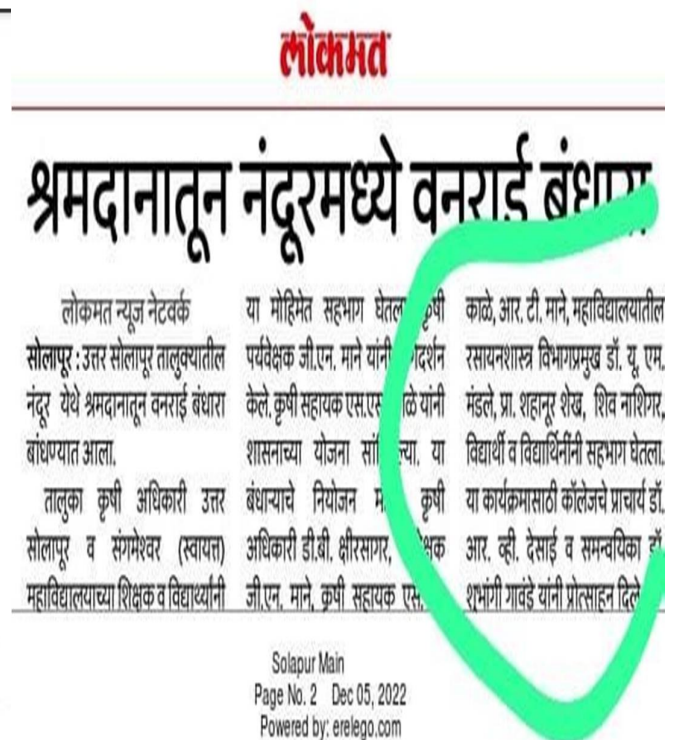 लोकमत
श्रमदानातून नंदूरमध्ये वनराई बंधारा
लोकमत न्यूज नेटवर्क
सोलापूर : उत्तर सोलापूर तालुक्यातील
नंदूर येथे श्रमदानातून वनराई बंधारा
बांधण्यात आला.
तालुका कृषी अधिकारी उत्तर
सोलापूर व संगमेश्वर (स्वायत्त)
महाविद्यालयाच्या शिक्षक व विद्यार्थ्यांनी
या मोहिमेत सहभाग घेतला. कृषी
पर्यवेक्षक जी.एन. माने यांनी
केले. कृषी सहायक यांनी
शासनाच्या योजना या
बंधाऱ्याचे नियोजन कृषी
अधिकारी डी.बी. क्षीरसागर,
जी.एन. माने, कृषी सहायक
काळे, आर. टी. माने, महाविद्यालयातील
रसायनशास्त्र विभागप्रमुख डॉ. यू. एम.
मंडले, प्रा. शहानूर शेख, शिव नाशिगर,
विद्यार्थी व विद्यार्थिनींनी सहभाग घेतला.
या कार्यक्रमासाठी कॉलेजचे प्राचार्य डॉ.
आर. व्ही. देसाई व समन्वयिका डॉ.
शुभांगी गावंडे यांनी प्रोत्साहन दिले.
Solapur Main
Page No. 2 Dec 05, 2022
Powered by: erelego.com